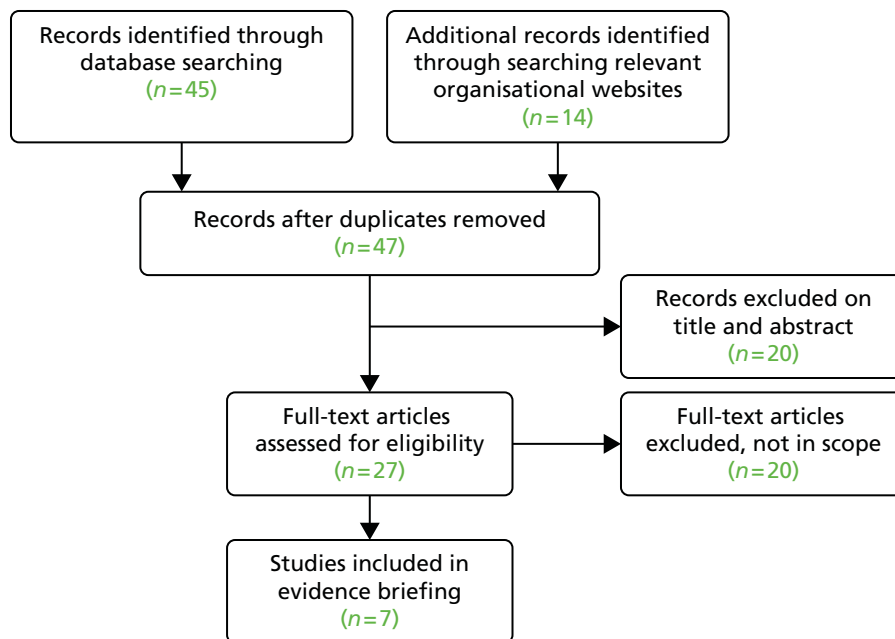 Records identified through
database searching
(n=45)
Additional records identified
through searching relevant
organisational websites
(n=14)
Records after duplicates removed
(n=47)
Records excluded on
title and abstract
(n=20)
Full-text articles
assessed for eligibility
(n=27)
Full-text articles
excluded, not in scope
(n=20)
Studies included in
evidence briefing
(n=7)